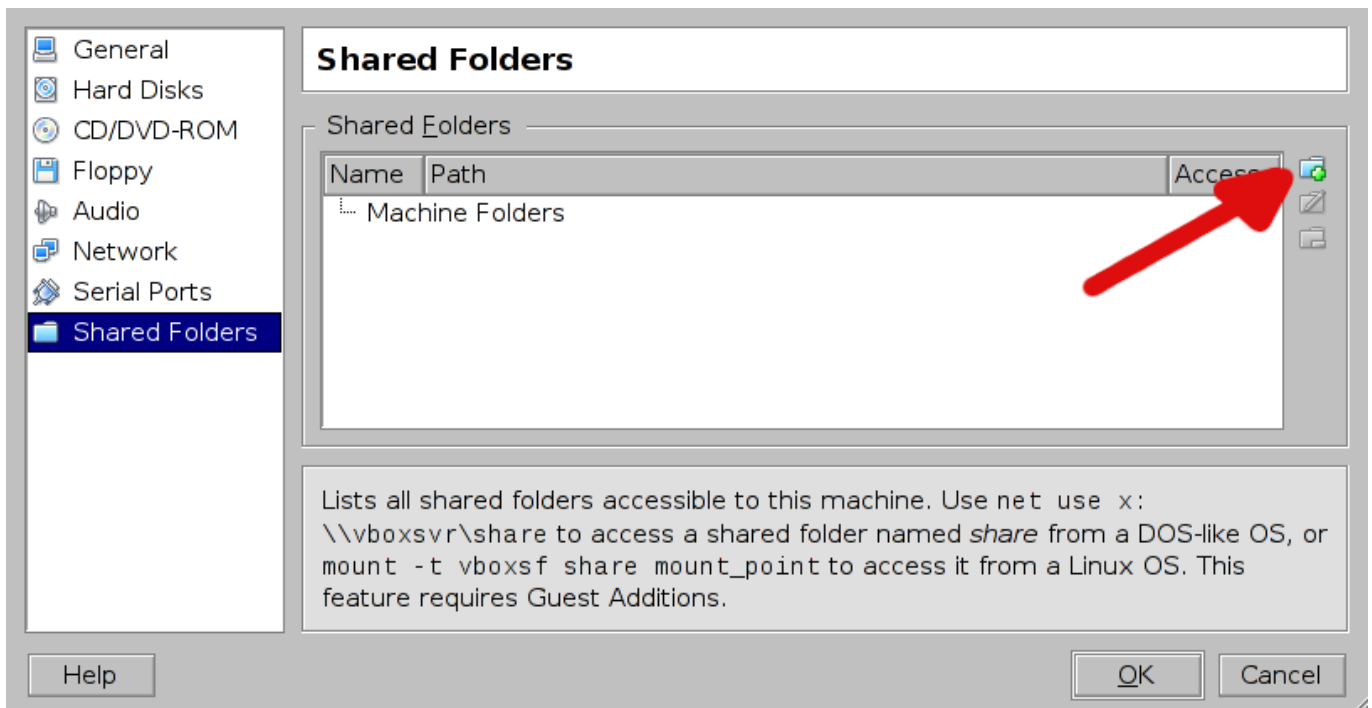 General
Hard Disks
CD/DVD-ROM
Floppy
Audio
Network
Serial Ports
Shared Folders
Shared Folders
Shared Folders
Name Path Access
Machine Folders
Lists all shared folders accessible to this machine. Use net use x:
\\vboxsvr\share to access a shared folder named share from a DOS-like OS, or
mount -t vboxsf share mount_point to access it from a Linux OS. This
feature requires Guest Additions.
Help OK Cancel